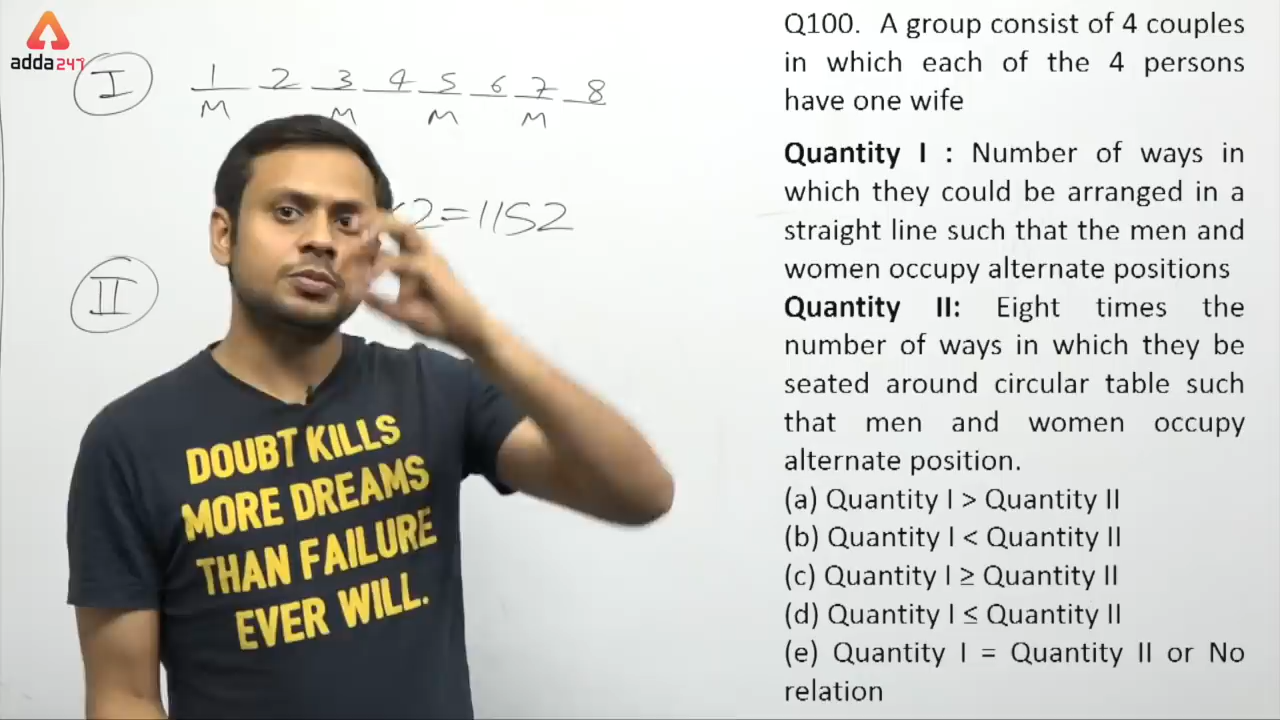 adda247
I
1 2 3 4 5 6 7 8
M M M M
2=1152
II
DOUBT KILLS
MORE DREAMS
THAN FAILURE
EVER WILL.
Q100. A group consist of 4 couples
in which each of the 4 persons
have one wife
Quantity I : Number of ways in
which they could be arranged in a
straight line such that the men and
women occupy alternate positions
Quantity II: Eight times the
number of ways in which they be
seated around circular table such
that men and women occupy
alternate position.
(a) Quantity I > Quantity II
(b) Quantity I < Quantity II
(c) Quantity I ≥ Quantity II
(d) Quantity I ≤ Quantity II
(e) Quantity I = Quantity II or No
relation